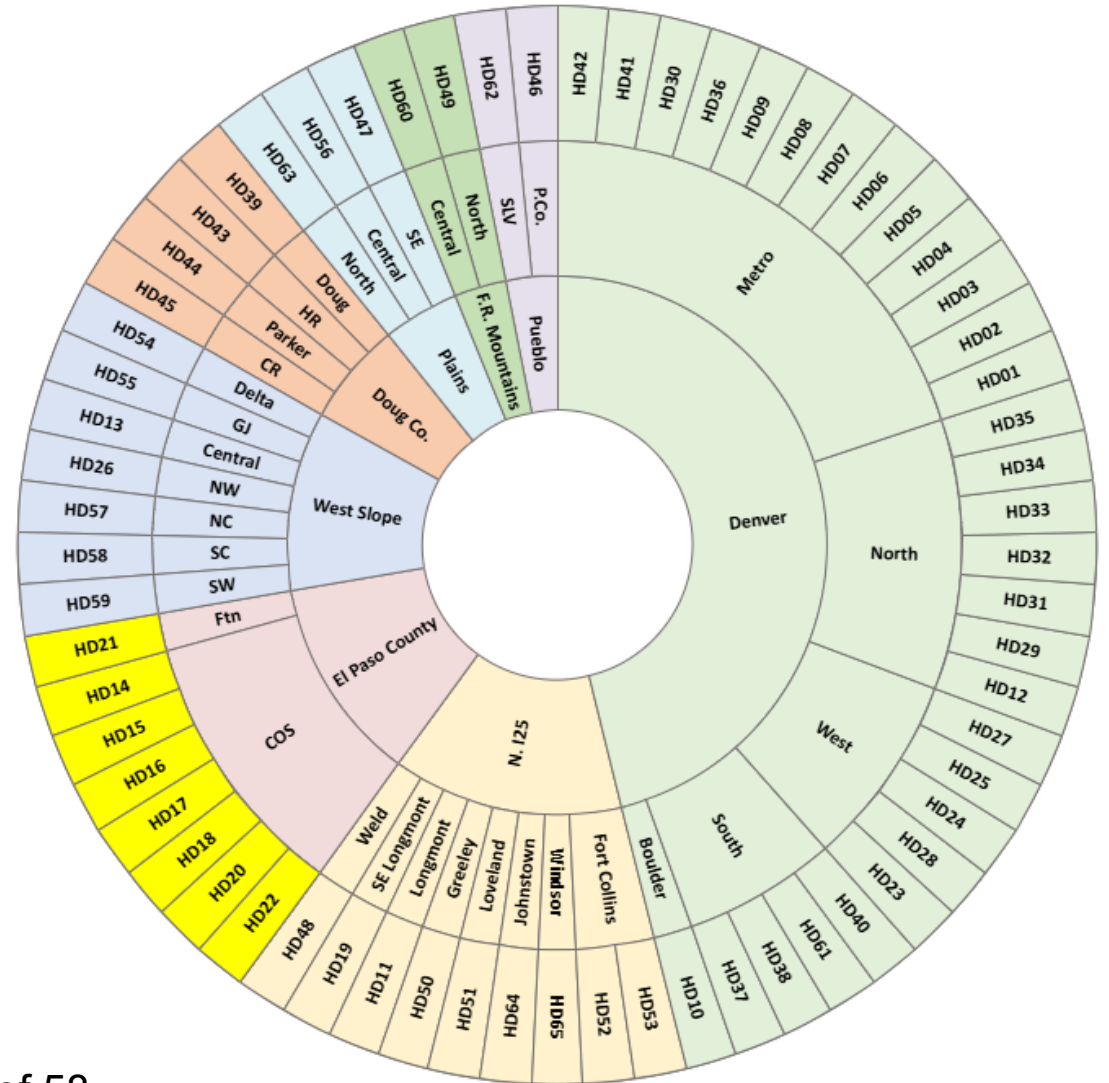 HD42
HD41
HD30
HD36
HD09
HD08
HD07
HD06
HD05
HD04
HD03
HD02
HD01
HD35
HD34
HD33
HD32
HD31
HD29
HD12
HD27
HD25
HD24
HD28
HD23
HD40
HD61
HD38
HD37
HD10
HD53
HD52
HD65
HD64
HD51
HD50
HD11
HD19
HD48
HD22
HD20
HD18
HD17
HD16
HD15
HD14
HD21
HD59
HD58
HD57
HD26
HD13
HD55
HD54
HD45
HD44
HD43
HD39
HD63
HD56
HD47
HD60
HD49
HD62
HD46
Metro
North
West
South
Boulder
Fort Collins
Windsor
Johnstown
Loveland
Greeley
Longmont
SE Longmont
Weld
COS
Ftn
SW
SC
NC
NW
Central
GJ
Delta
CR
Parker
HR
Doug
North
Central
SE
Central
North
SLV
P.Co.
Denver
N. I25
El Paso County
West Slope
Doug Co.
Plains
F.R. Mountains
Pueblo